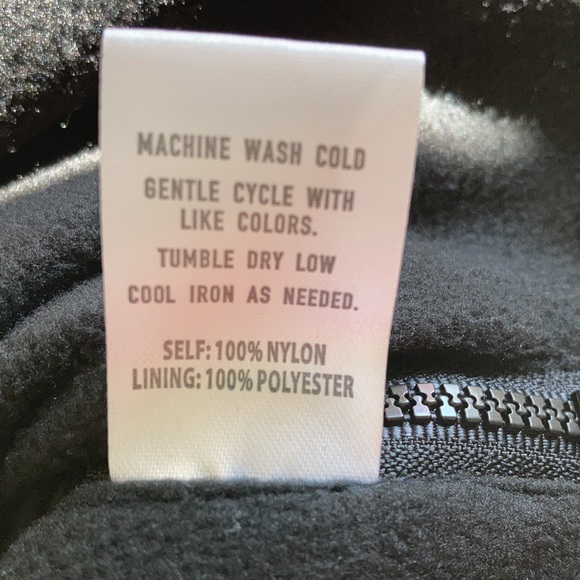 MACHINE WASH COLD
GENTLE CYCLE WITH
LIKE COLORS.
TUMBLE DRY LOW
COOL IRON AS NEEDED.
SELF: 100% NYLON
LINING: 100% POLYESTER